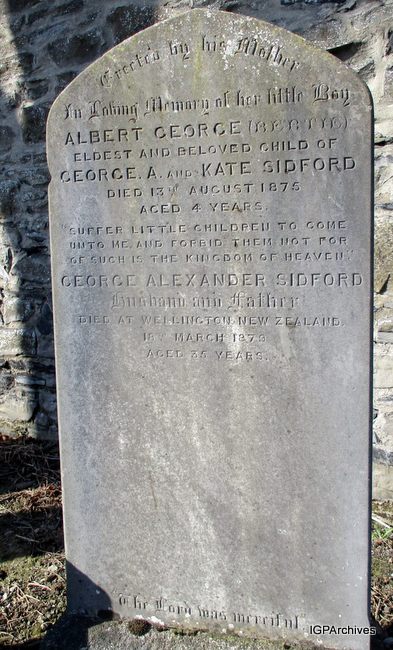 Erected by his Mother
In Loving Memory of her little Boy
ALBERT GEORGE (BERTIE)
ELDEST AND BELOVED CHILD OF
GEORGE. A. AND KATE SIDFORD
DIED 13TH AUGUST 1875
AGED 4 YEARS.
"SUFFER LITTLE CHILDREN TO COME
UNTO ME, AND FORBID THEM NOT FOR
OF SUCH IS THE KINGDOM OF HEAVEN."
GEORGE ALEXANDER SIDFORD
Husband and Father
DIED AT WELLINGTON, NEW ZEALAND.
18TH MARCH 1879
AGED 35 YEARS.
"The Lord was merciful"
IGPArchives